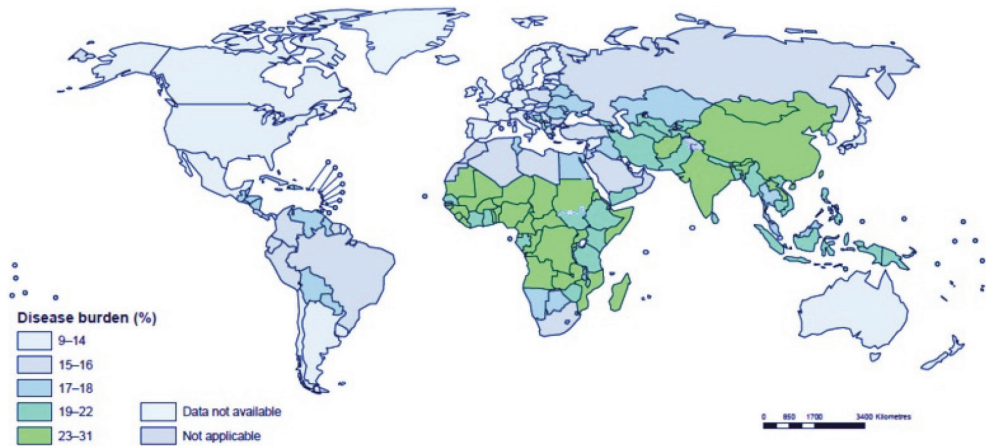 Disease burden (%)
9–14
15–16
17–18
19–22
23–31
Data not available
Not applicable
0 850 1700 3400 Kilometres